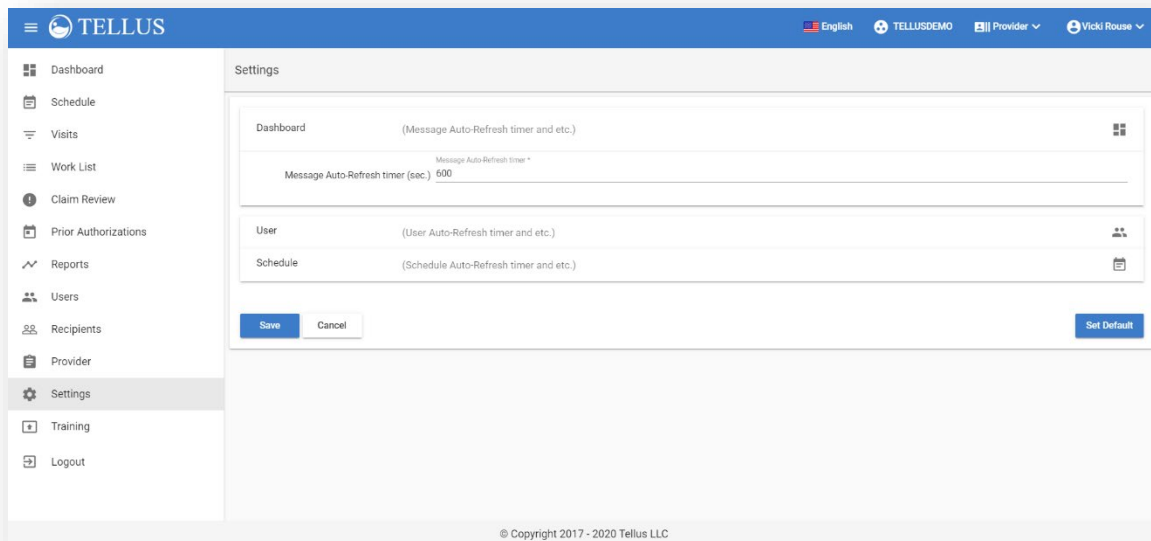 TELLUS
English TELLUSDEMO Provider Vicki Rouse
Dashboard
Schedule
Visits
Work List
Claim Review
Prior Authorizations
Reports
Users
Recipients
Provider
Settings
Training
Logout
Settings
Dashboard (Message Auto-Refresh timer and etc.)
Message Auto-Refresh timer *
Message Auto-Refresh timer (sec.) 600
User (User Auto-Refresh timer and etc.)
Schedule (Schedule Auto-Refresh timer and etc.)
Save Cancel Set Default
© Copyright 2017 - 2020 Tellus LLC